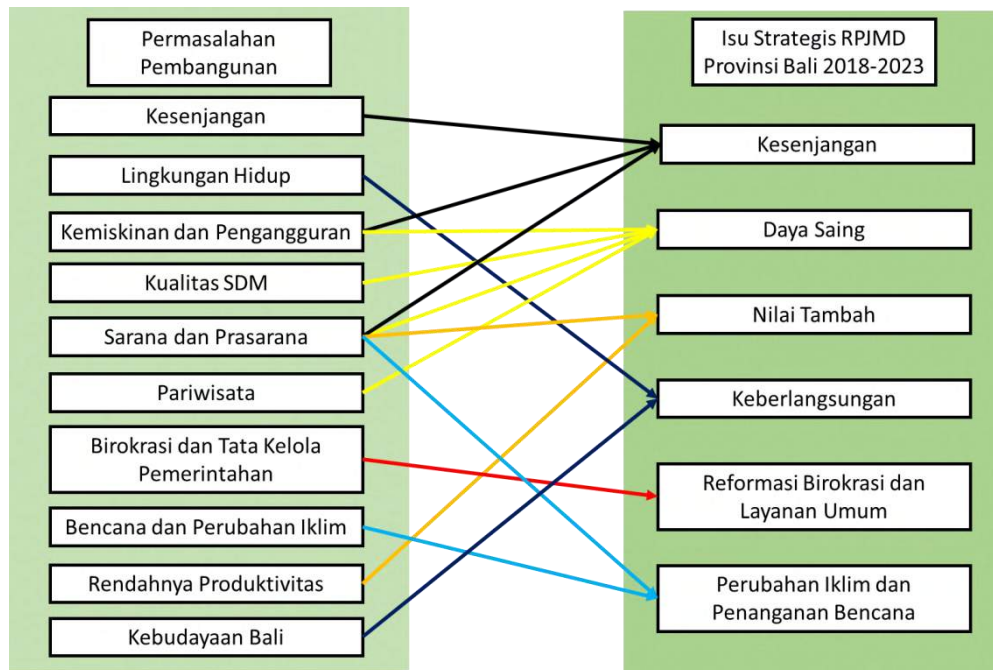 Permasalahan
Pembangunan
Kesenjangan
Lingkungan Hidup
Kemiskinan dan Pengangguran
Kualitas SDM
Sarana dan Prasarana
Pariwisata
Birokrasi dan Tata Kelola
Pemerintahan
Bencana dan Perubahan Iklim
Rendahnya Produktivitas
Kebudayaan Bali
Isu Strategis RPJMD
Provinsi Bali 2018-2023
Kesenjangan
Daya Saing
Nilai Tambah
Keberlangsungan
Reformasi Birokrasi dan
Layanan Umum
Perubahan Iklim dan
Penanganan Bencana